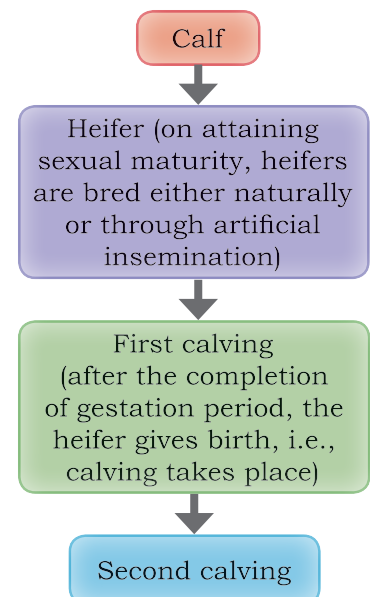 Calf
Heifer (on attaining
sexual maturity, heifers
are bred either naturally
or through artificial
insemination)
First calving
(after the completion
of gestation period, the
heifer gives birth, i.e.,
calving takes place)
Second calving